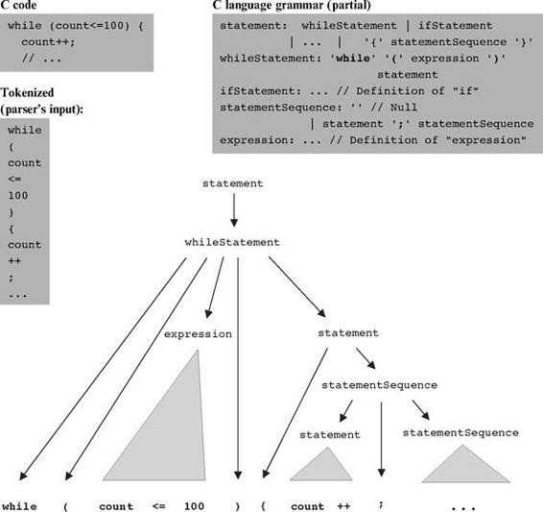 C code
while (count<=100) {
count++;
// ...
Tokenized
(parser's input):
while
(
count
<=
100
)
{
count
++
;
...
C language grammar (partial)
statement: whileStatement | ifStatement
| ... | '{' statementSequence '}'
whileStatement: 'while' '(' expression ')'
statement
ifStatement: ... // Definition of "if"
statementSequence: '' // Null
| statement ';' statementSequence
expression: ... // Definition of "expression"
statement
whileStatement
expression
statement
statementSequence
statement
statementSequence
while ( count <= 100 ) { count ++ ; ...